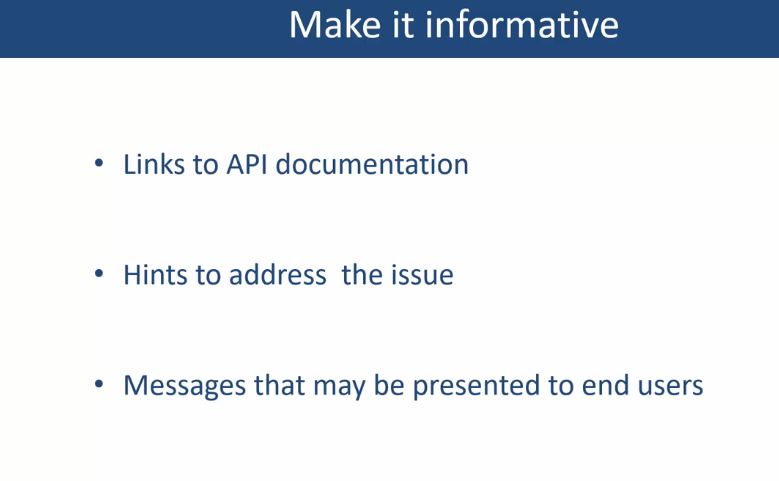 Make it informative
• Links to API documentation
• Hints to address  the issue
• Messages that may be presented to end users